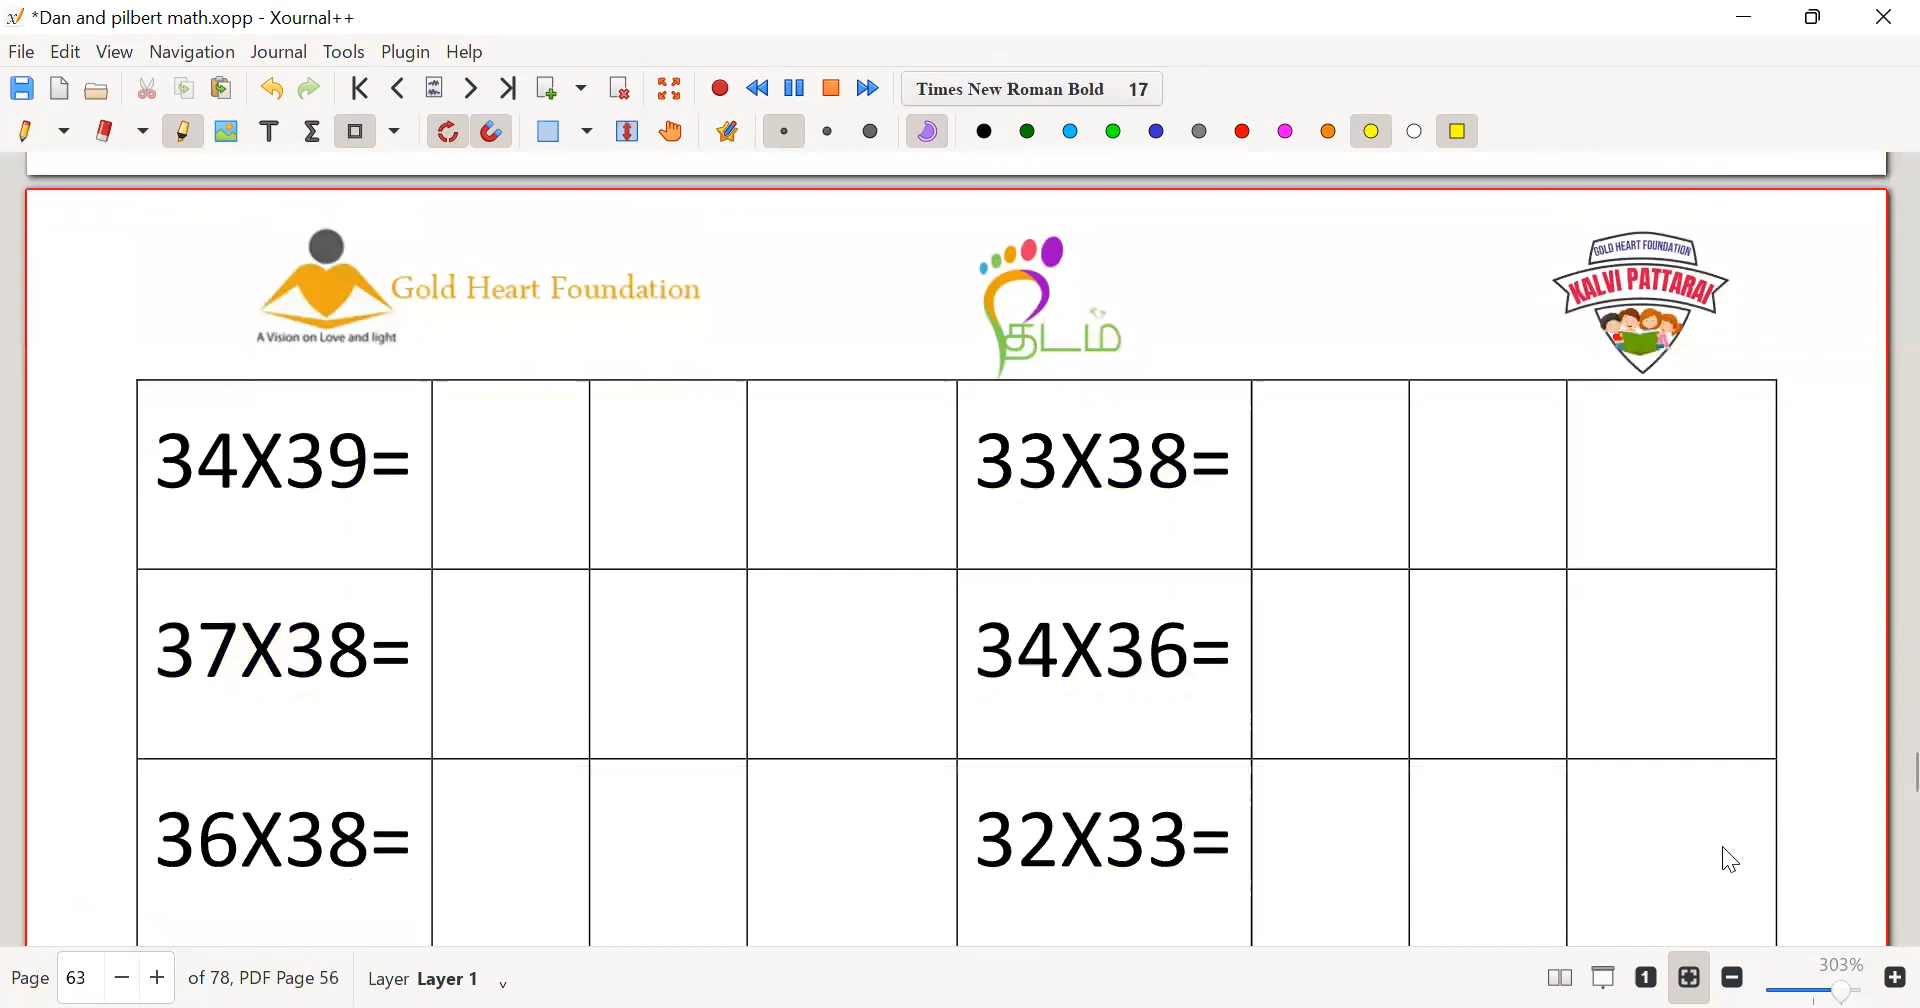 *Dan and pilbert math.xopp - Xournal++
File Edit View Navigation Journal Tools Plugin Help
Times New Roman Bold 17
Gold Heart Foundation
A Vision on Love and light
தடம்
GOLD HEART FOUNDATION
KALVI PATTARAI
34X39= 33X38=
37X38= 34X36=
36X38= 32X33=
Page 63 of 78, PDF Page 56 Layer Layer 1 1 303%